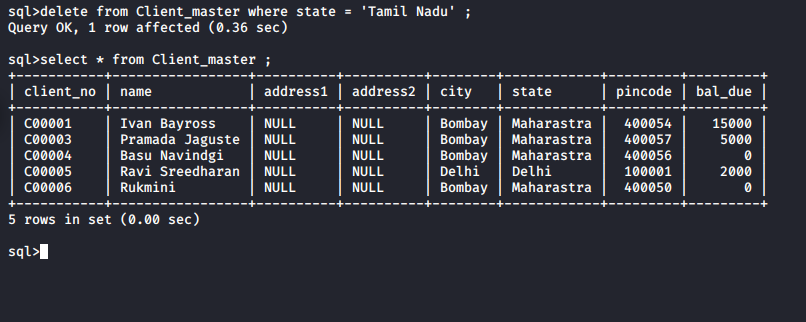 sql>delete from Client_master where state = 'Tamil Nadu' ;
Query OK, 1 row affected (0.36 sec)
sql>select * from Client_master ;
+-----------+-----------------+----------+----------+--------+------------+---------+---------+
| client_no | name            | address1 | address2 | city   | state      | pincode | bal_due |
+-----------+-----------------+----------+----------+--------+------------+---------+---------+
| C00001    | Ivan Bayross    | NULL     | NULL     | Bombay | Maharastra |  400054 |   15000 |
| C00003    | Pramada Jaguste | NULL     | NULL     | Bombay | Maharastra |  400057 |    5000 |
| C00004    | Basu Navindgi   | NULL     | NULL     | Bombay | Maharastra |  400056 |       0 |
| C00005    | Ravi Sreedharan | NULL     | NULL     | Delhi  | Delhi      |  100001 |    2000 |
| C00006    | Rukmini         | NULL     | NULL     | Bombay | Maharastra |  400050 |       0 |
+-----------+-----------------+----------+----------+--------+------------+---------+---------+
5 rows in set (0.00 sec)
sql>